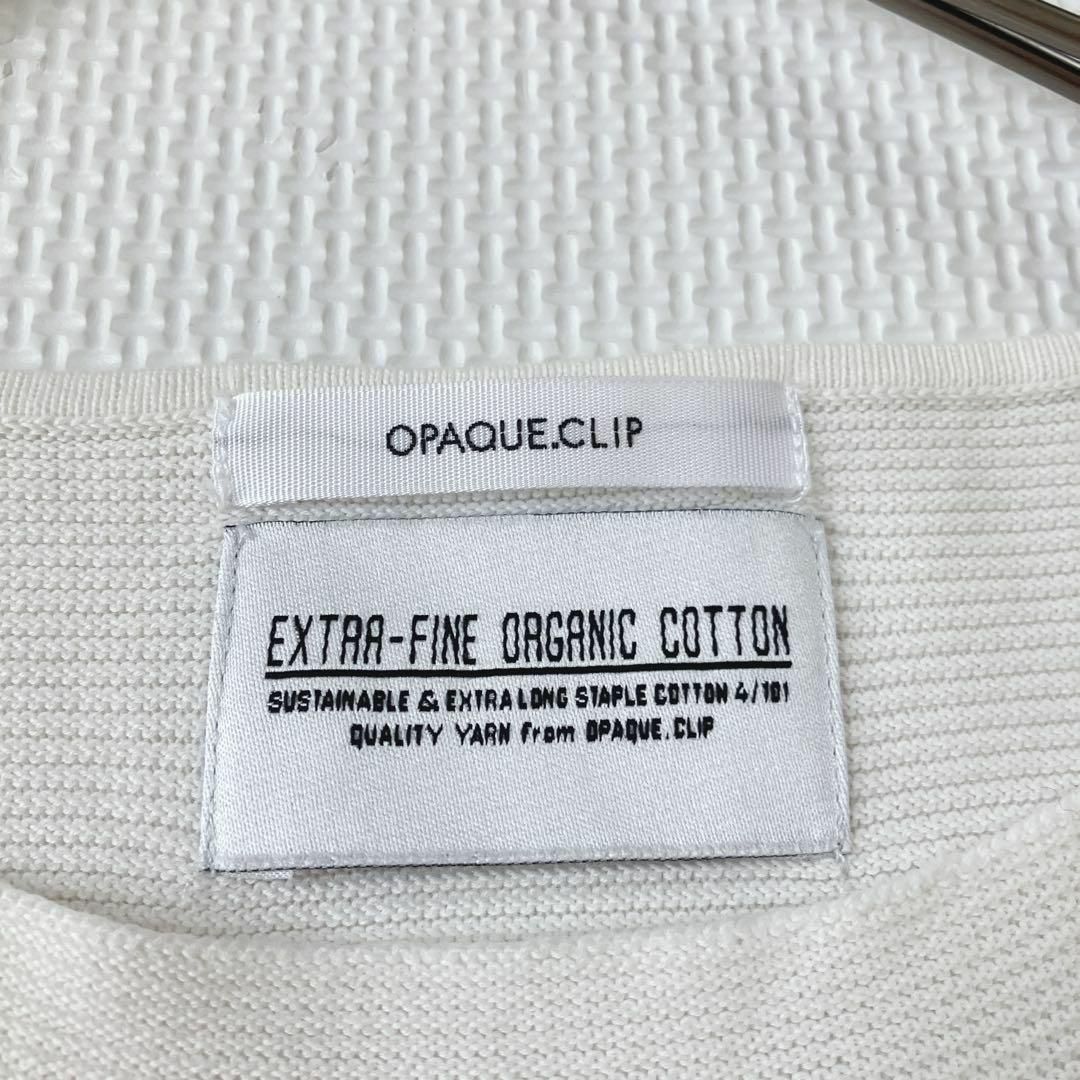 OPAQUE.CLIP
EXTRA-FINE ORGANIC COTTON
SUSTAINABLE & EXTRA LONG STAPLE COTTON 4/101
QUALITY YARN from OPAQUE.CLIP